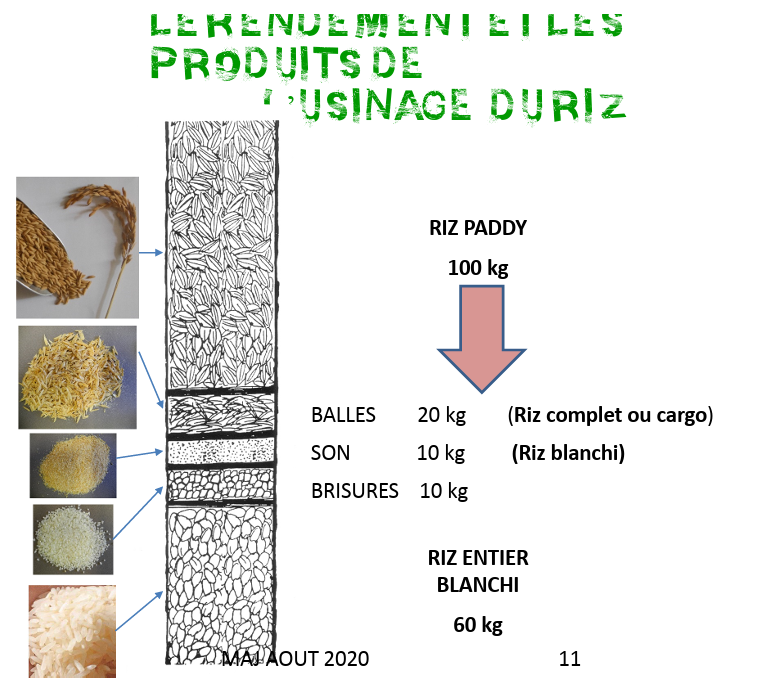 LE RENDEMENT ET LES
PRODUITS DE
L'USINAGE DU RIZ
RIZ PADDY
100 kg
BALLES 20 kg (Riz complet ou cargo)
SON 10 kg (Riz blanchi)
BRISURES 10 kg
RIZ ENTIER
BLANCHI
60 kg
MAJ AOUT 2020 11